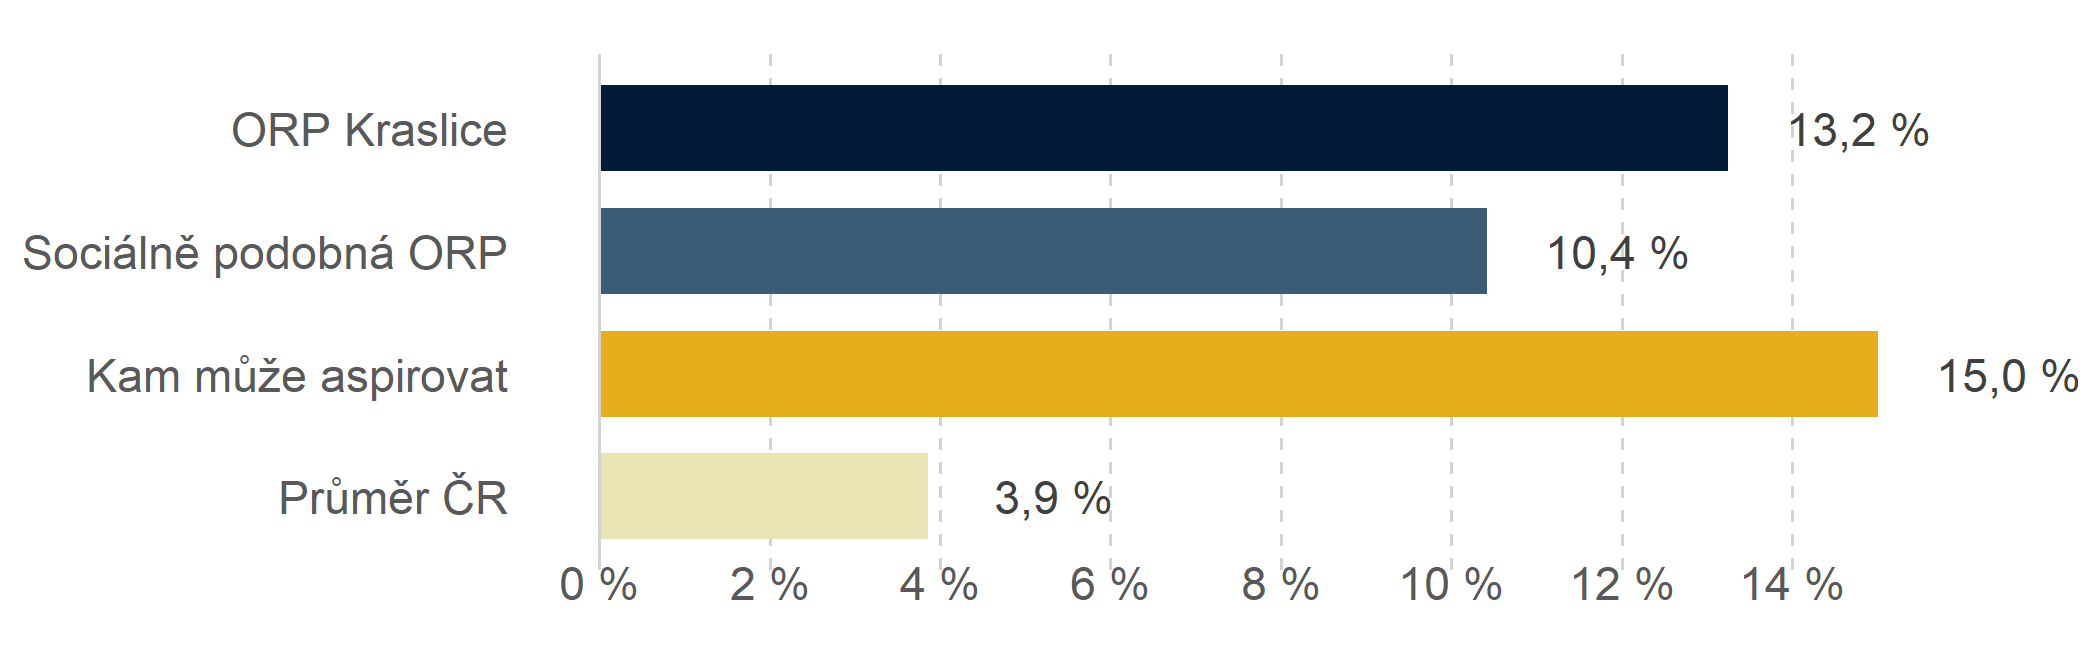 ORP Kraslice
13,2 %
Sociálně podobná ORP
10,4 %
Kam může aspirovat
15,0 %
Průměr ČR
3,9 %
0 % 2 % 4 % 6 % 8 % 10 % 12 % 14 %